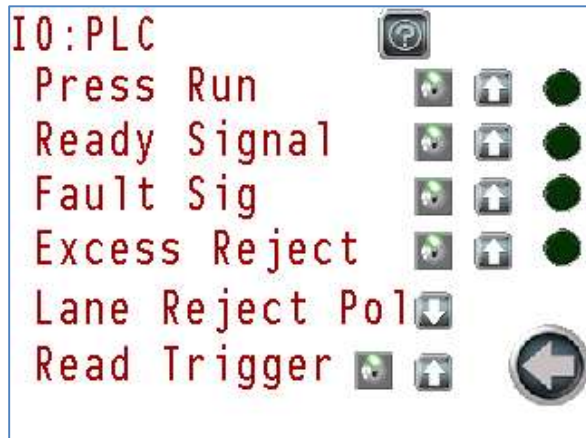 IO:PLC
Press Run
Ready Signal
Fault Sig
Excess Reject
Lane Reject Pol
Read Trigger